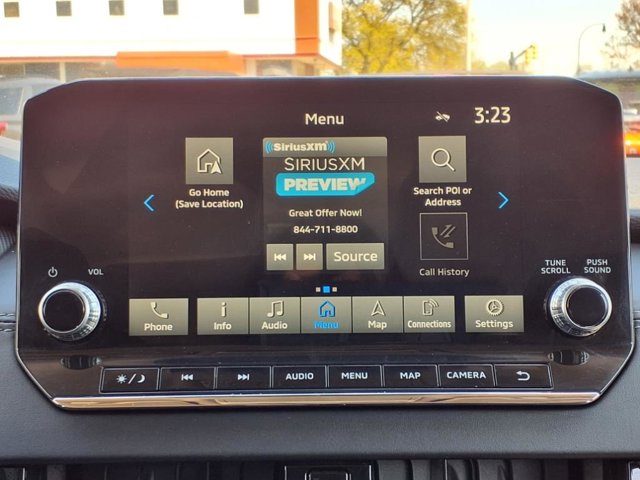 Menu
3:23
Go Home
(Save Location)
SiriusXM
SIRIUSXM
PREVIEW
Great Offer Now!
844-711-8800
Source
Search POI or
Address
Call History
VOL
TUNE
SCROLL
PUSH
SOUND
Phone
Info
Audio
Menu
Map
Connections
Settings
AUDIO
MENU
MAP
CAMERA